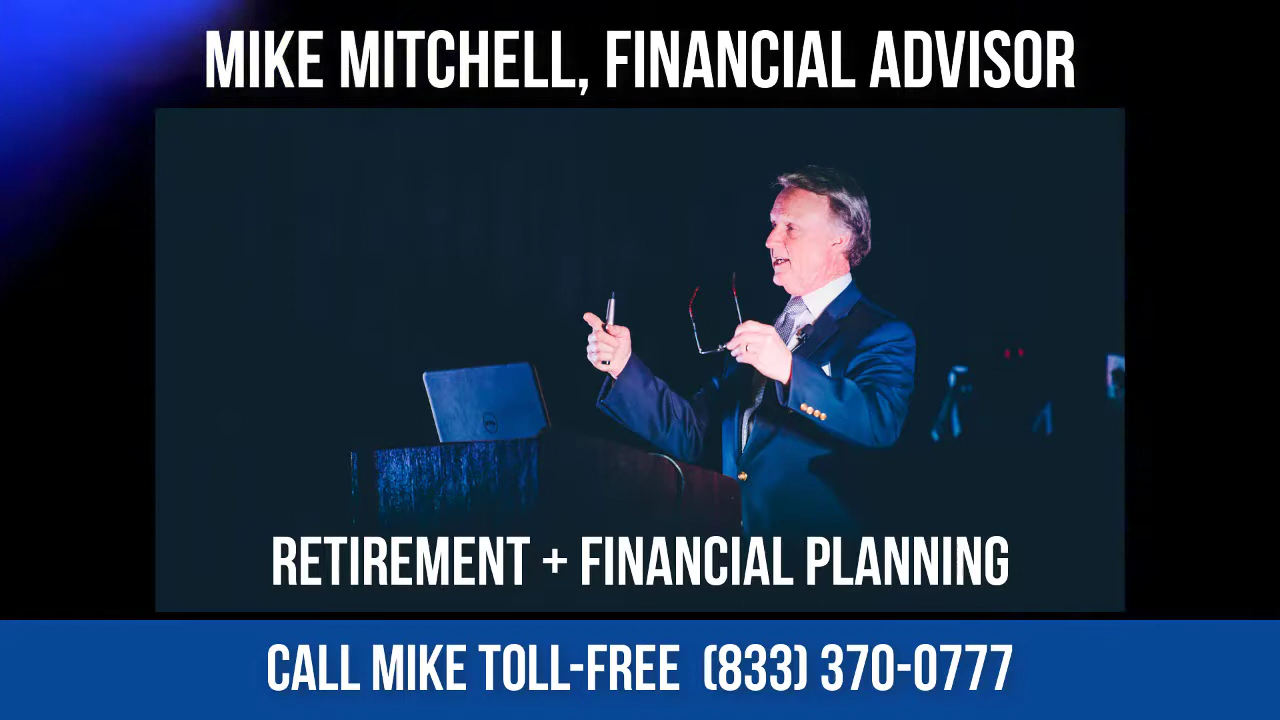 MIKE MITCHELL, FINANCIAL ADVISOR
RETIREMENT + FINANCIAL PLANNING
CALL MIKE TOLL-FREE (833) 370-0777